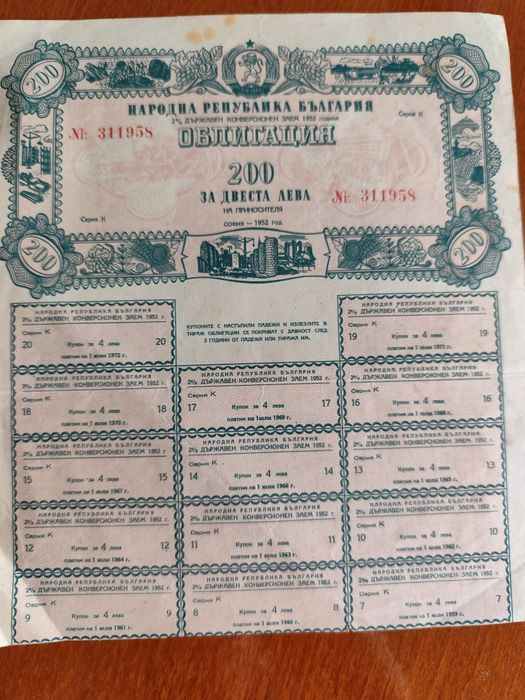 200
200
НАРОДНА РЕПУБЛИКА БЪЛГАРИЯ
2% ДЪРЖАВЕН КОНВЕРСИОНЕН ЗАЕМ 1952 година
Серия К
№ 311958
ОБЛИГАЦИЯ
200
ЗА ДВЕСТА ЛЕВА
№ 311958
НА ПРИНОСИТЕЛЯ
Серия К
СОФИЯ — 1952 год.
200
200
КУПОНИТЕ С НАСТЪПИЛИ ПАДЕЖИ И ИЗЛЕЗЛИТЕ В
ТИРАЖ ОБЛИГАЦИИ СЕ ПОКРИВАТ С ДАВНОСТ СЛЕД
3 ГОДИНИ ОТ ПАДЕЖА ИЛИ ТИРАЖА ИМ.
НАРОДНА РЕПУБЛИКА БЪЛГАРИЯ
2% ДЪРЖАВЕН КОНВЕРСИОНЕН ЗАЕМ 1952 г.
Серия К
20 Купон за 4 лева 20
платим на 1 юли 1972 г.
НАРОДНА РЕПУБЛИКА БЪЛГАРИЯ
2% ДЪРЖАВЕН КОНВЕРСИОНЕН ЗАЕМ 1952 г.
Серия К
19 Купон за 4 лева 19
платим на 1 юли 1971 г.
НАРОДНА РЕПУБЛИКА БЪЛГАРИЯ
2% ДЪРЖАВЕН КОНВЕРСИОНЕН ЗАЕМ 1952 г.
Серия К
18 Купон за 4 лева 18
платим на 1 юли 1970 г.
НАРОДНА РЕПУБЛИКА БЪЛГАРИЯ
2% ДЪРЖАВЕН КОНВЕРСИОНЕН ЗАЕМ 1952 г.
Серия К
17 Купон за 4 лева 17
платим на 1 юли 1969 г.
НАРОДНА РЕПУБЛИКА БЪЛГАРИЯ
2% ДЪРЖАВЕН КОНВЕРСИОНЕН ЗАЕМ 1952 г.
Серия К
16 Купон за 4 лева 16
платим на 1 юли 1968 г.
НАРОДНА РЕПУБЛИКА БЪЛГАРИЯ
2% ДЪРЖАВЕН КОНВЕРСИОНЕН ЗАЕМ 1952 г.
Серия К
15 Купон за 4 лева 15
платим на 1 юли 1967 г.
НАРОДНА РЕПУБЛИКА БЪЛГАРИЯ
2% ДЪРЖАВЕН КОНВЕРСИОНЕН ЗАЕМ 1952 г.
Серия К
14 Купон за 4 лева 14
платим на 1 юли 1966 г.
НАРОДНА РЕПУБЛИКА БЪЛГАРИЯ
2% ДЪРЖАВЕН КОНВЕРСИОНЕН ЗАЕМ 1952 г.
Серия К
13 Купон за 4 лева 13
платим на 1 юли 1965 г.
НАРОДНА РЕПУБЛИКА БЪЛГАРИЯ
2% ДЪРЖАВЕН КОНВЕРСИОНЕН ЗАЕМ 1952 г.
Серия К
12 Купон за 4 лева 12
платим на 1 юли 1964 г.
НАРОДНА РЕПУБЛИКА БЪЛГАРИЯ
2% ДЪРЖАВЕН КОНВЕРСИОНЕН ЗАЕМ 1952 г.
Серия К
11 Купон за 4 лева 11
платим на 1 юли 1963 г.
НАРОДНА РЕПУБЛИКА БЪЛГАРИЯ
2% ДЪРЖАВЕН КОНВЕРСИОНЕН ЗАЕМ 1952 г.
Серия К
10 Купон за 4 лева 10
платим на 1 юли 1962 г.
НАРОДНА РЕПУБЛИКА БЪЛГАРИЯ
2% ДЪРЖАВЕН КОНВЕРСИОНЕН ЗАЕМ 1952 г.
Серия К
9 Купон за 4 лева 9
платим на 1 юли 1961 г.
НАРОДНА РЕПУБЛИКА БЪЛГАРИЯ
2% ДЪРЖАВЕН КОНВЕРСИОНЕН ЗАЕМ 1952 г.
Серия К
8 Купон за 4 лева 8
платим на 1 юли 1960 г.
НАРОДНА РЕПУБЛИКА БЪЛГАРИЯ
2% ДЪРЖАВЕН КОНВЕРСИОНЕН ЗАЕМ 1952 г.
Серия К
7 Купон за 4 лева 7
платим на 1 юли 1959 г.